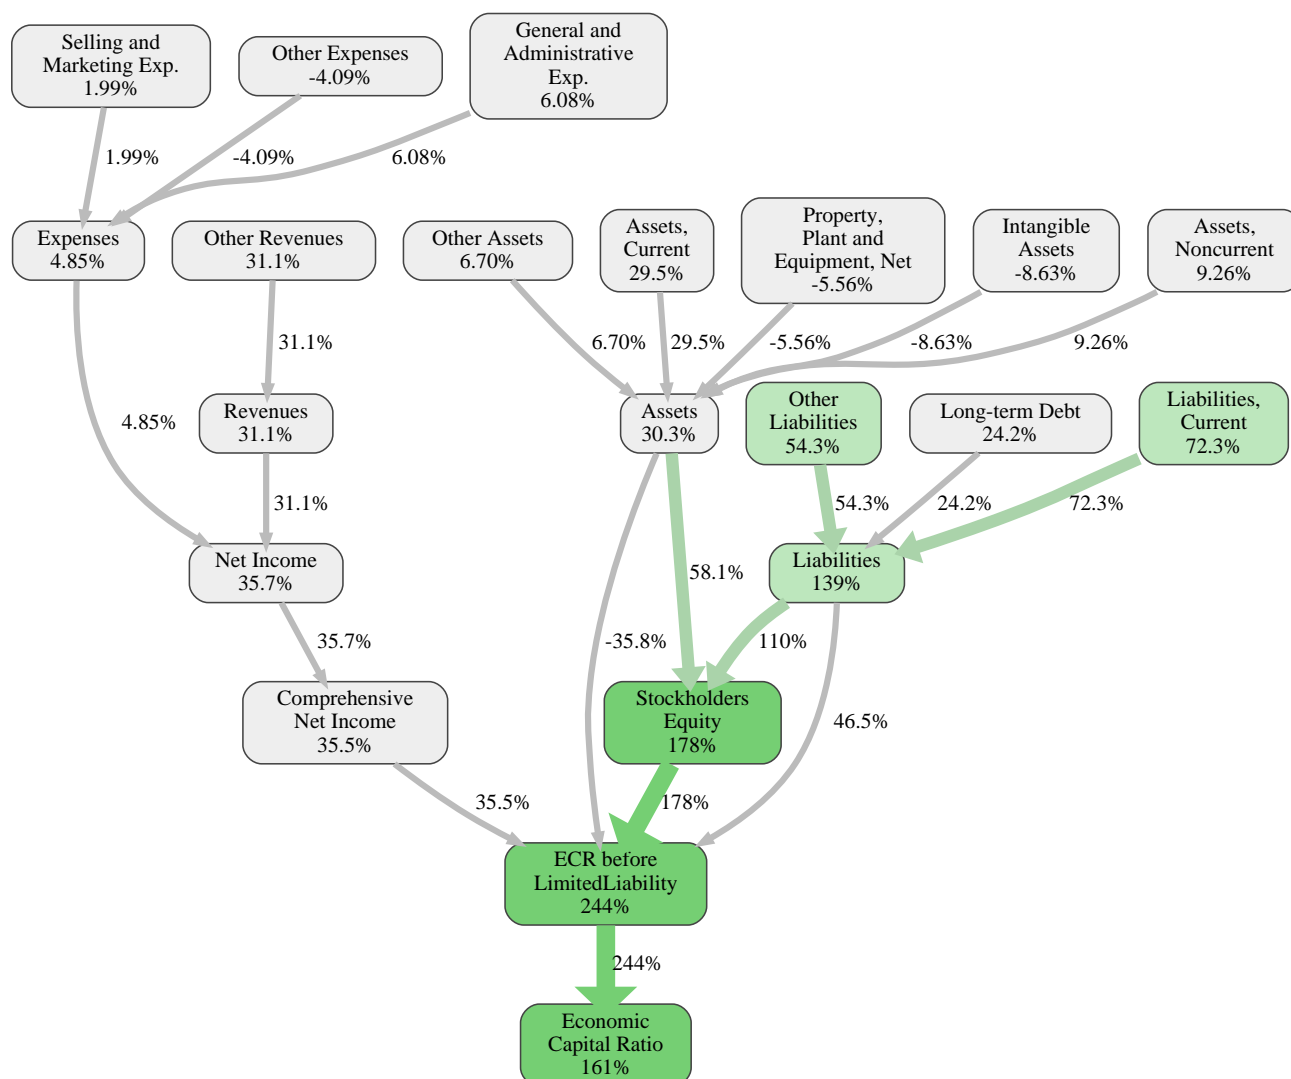 Selling and
Marketing Exp.
1.99%
Other Expenses
-4.09%
General and
Administrative
Exp.
6.08%
1.99%
-4.09%
6.08%
Expenses
4.85%
Other Revenues
31.1%
Other Assets
6.70%
Assets,
Current
29.5%
Property,
Plant and
Equipment, Net
-5.56%
Intangible
Assets
-8.63%
Assets,
Noncurrent
9.26%
31.1%
6.70%
29.5%
-5.56%
-8.63%
9.26%
4.85%
Revenues
31.1%
Assets
30.3%
Other
Liabilities
54.3%
Long-term Debt
24.2%
Liabilities,
Current
72.3%
31.1%
54.3%
24.2%
72.3%
Net Income
35.7%
58.1%
Liabilities
139%
35.7%
-35.8%
110%
Comprehensive
Net Income
35.5%
Stockholders
Equity
178%
46.5%
35.5%
178%
ECR before
LimitedLiability
244%
244%
Economic
Capital Ratio
161%